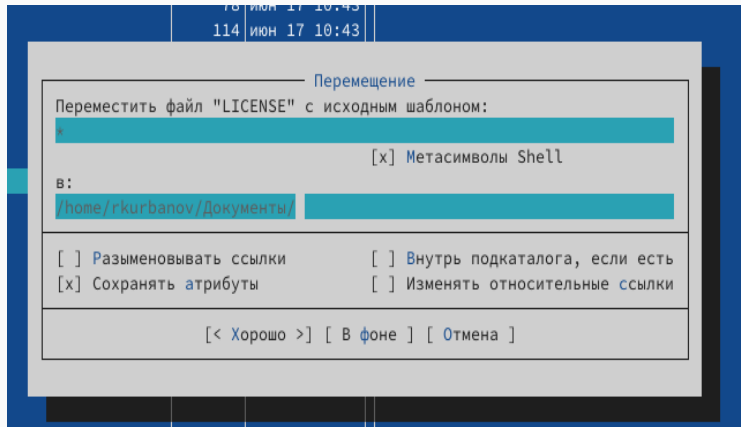 78 июн 17 10:43
114 июн 17 10:43
Перемещение
Переместить файл "LICENSE" с исходным шаблоном:
*
[x] Метасимволы Shell
в:
/home/rkurbanov/Документы/
[ ] Разыменовывать ссылки [ ] Внутрь подкаталога, если есть
[x] Сохранять атрибуты [ ] Изменять относительные ссылки
[< Хорошо >] [ В фоне ] [ Отмена ]